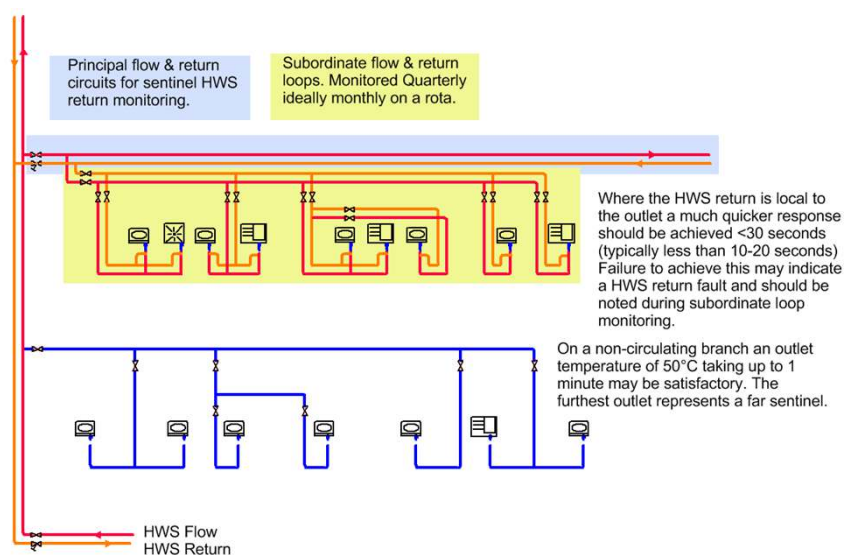 Principal flow & return
circuits for sentinel HWS
return monitoring.
Subordinate flow & return
loops. Monitored Quarterly
ideally monthly on a rota.
Where the HWS return is local to
the outlet a much quicker response
should be achieved <30 seconds
(typically less than 10-20 seconds)
Failure to achieve this may indicate
a HWS return fault and should be
noted during subordinate loop
monitoring.
On a non-circulating branch an outlet
temperature of 50°C taking up to 1
minute may be satisfactory. The
furthest outlet represents a far sentinel.
HWS Flow
HWS Return